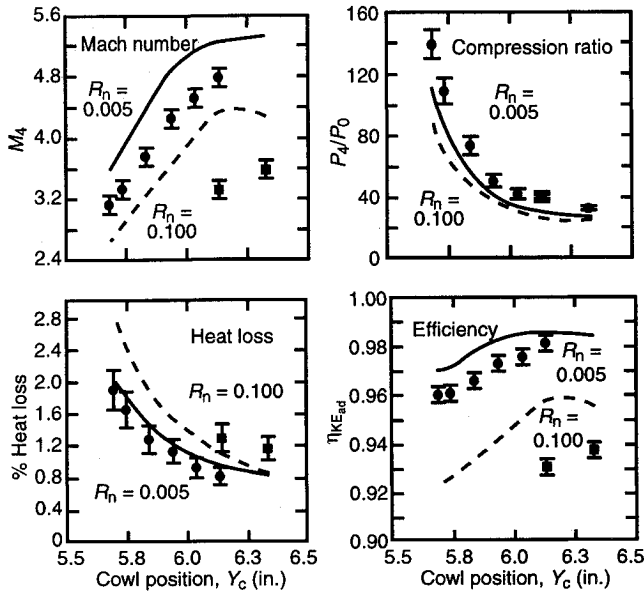 5.6
4.8
4.0
3.2
2.4
M4
Mach number
Rn =
0.005
Rn =
0.100
160
120
80
40
0
P4/P0
Compression ratio
Rn =
0.005
Rn =
0.100
2.8
2.4
2.0
1.6
1.2
0.8
0.4
0
% Heat loss
Heat loss
Rn = 0.100
Rn = 0.005
5.5 5.8 6.0 6.3 6.5
Cowl position, Yc (in.)
1.00
0.98
0.96
0.94
0.92
0.90
ηKEad
Efficiency
Rn =
0.005
Rn =
0.100
5.5 5.8 6.0 6.3 6.5
Cowl position, Yc (in.)